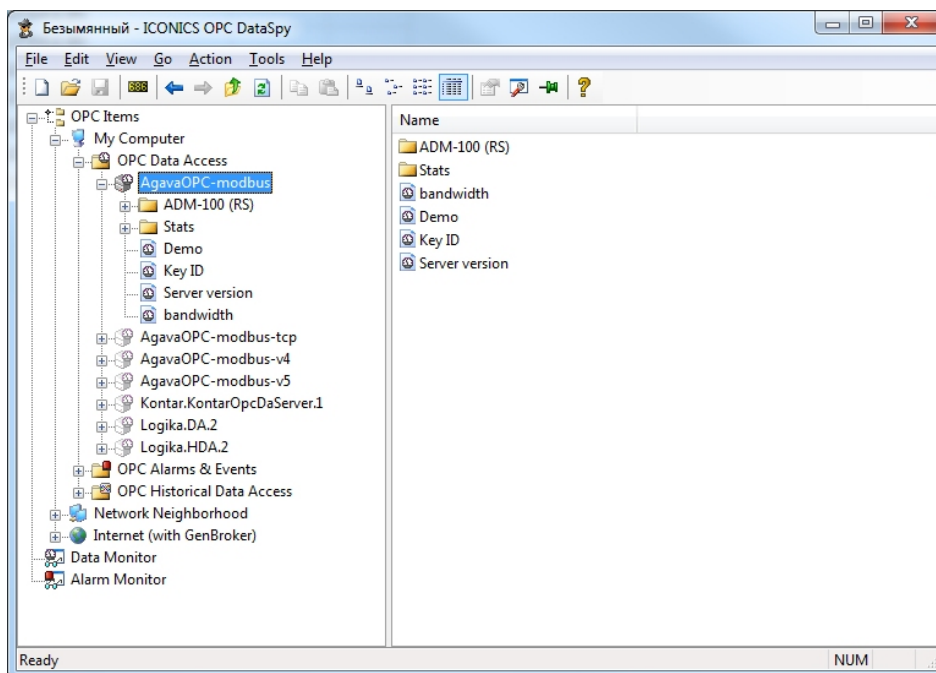 Безымянный - ICONICS OPC DataSpy
File Edit View Go Action Tools Help
OPC Items
My Computer
OPC Data Access
AgavaOPC-modbus
ADM-100 (RS)
Stats
Demo
Key ID
Server version
bandwidth
AgavaOPC-modbus-tcp
AgavaOPC-modbus-v4
AgavaOPC-modbus-v5
Kontar.KontarOpcDaServer.1
Logika.DA.2
Logika.HDA.2
OPC Alarms & Events
OPC Historical Data Access
Network Neighborhood
Internet (with GenBroker)
Data Monitor
Alarm Monitor
Name
ADM-100 (RS)
Stats
bandwidth
Demo
Key ID
Server version
Ready NUM